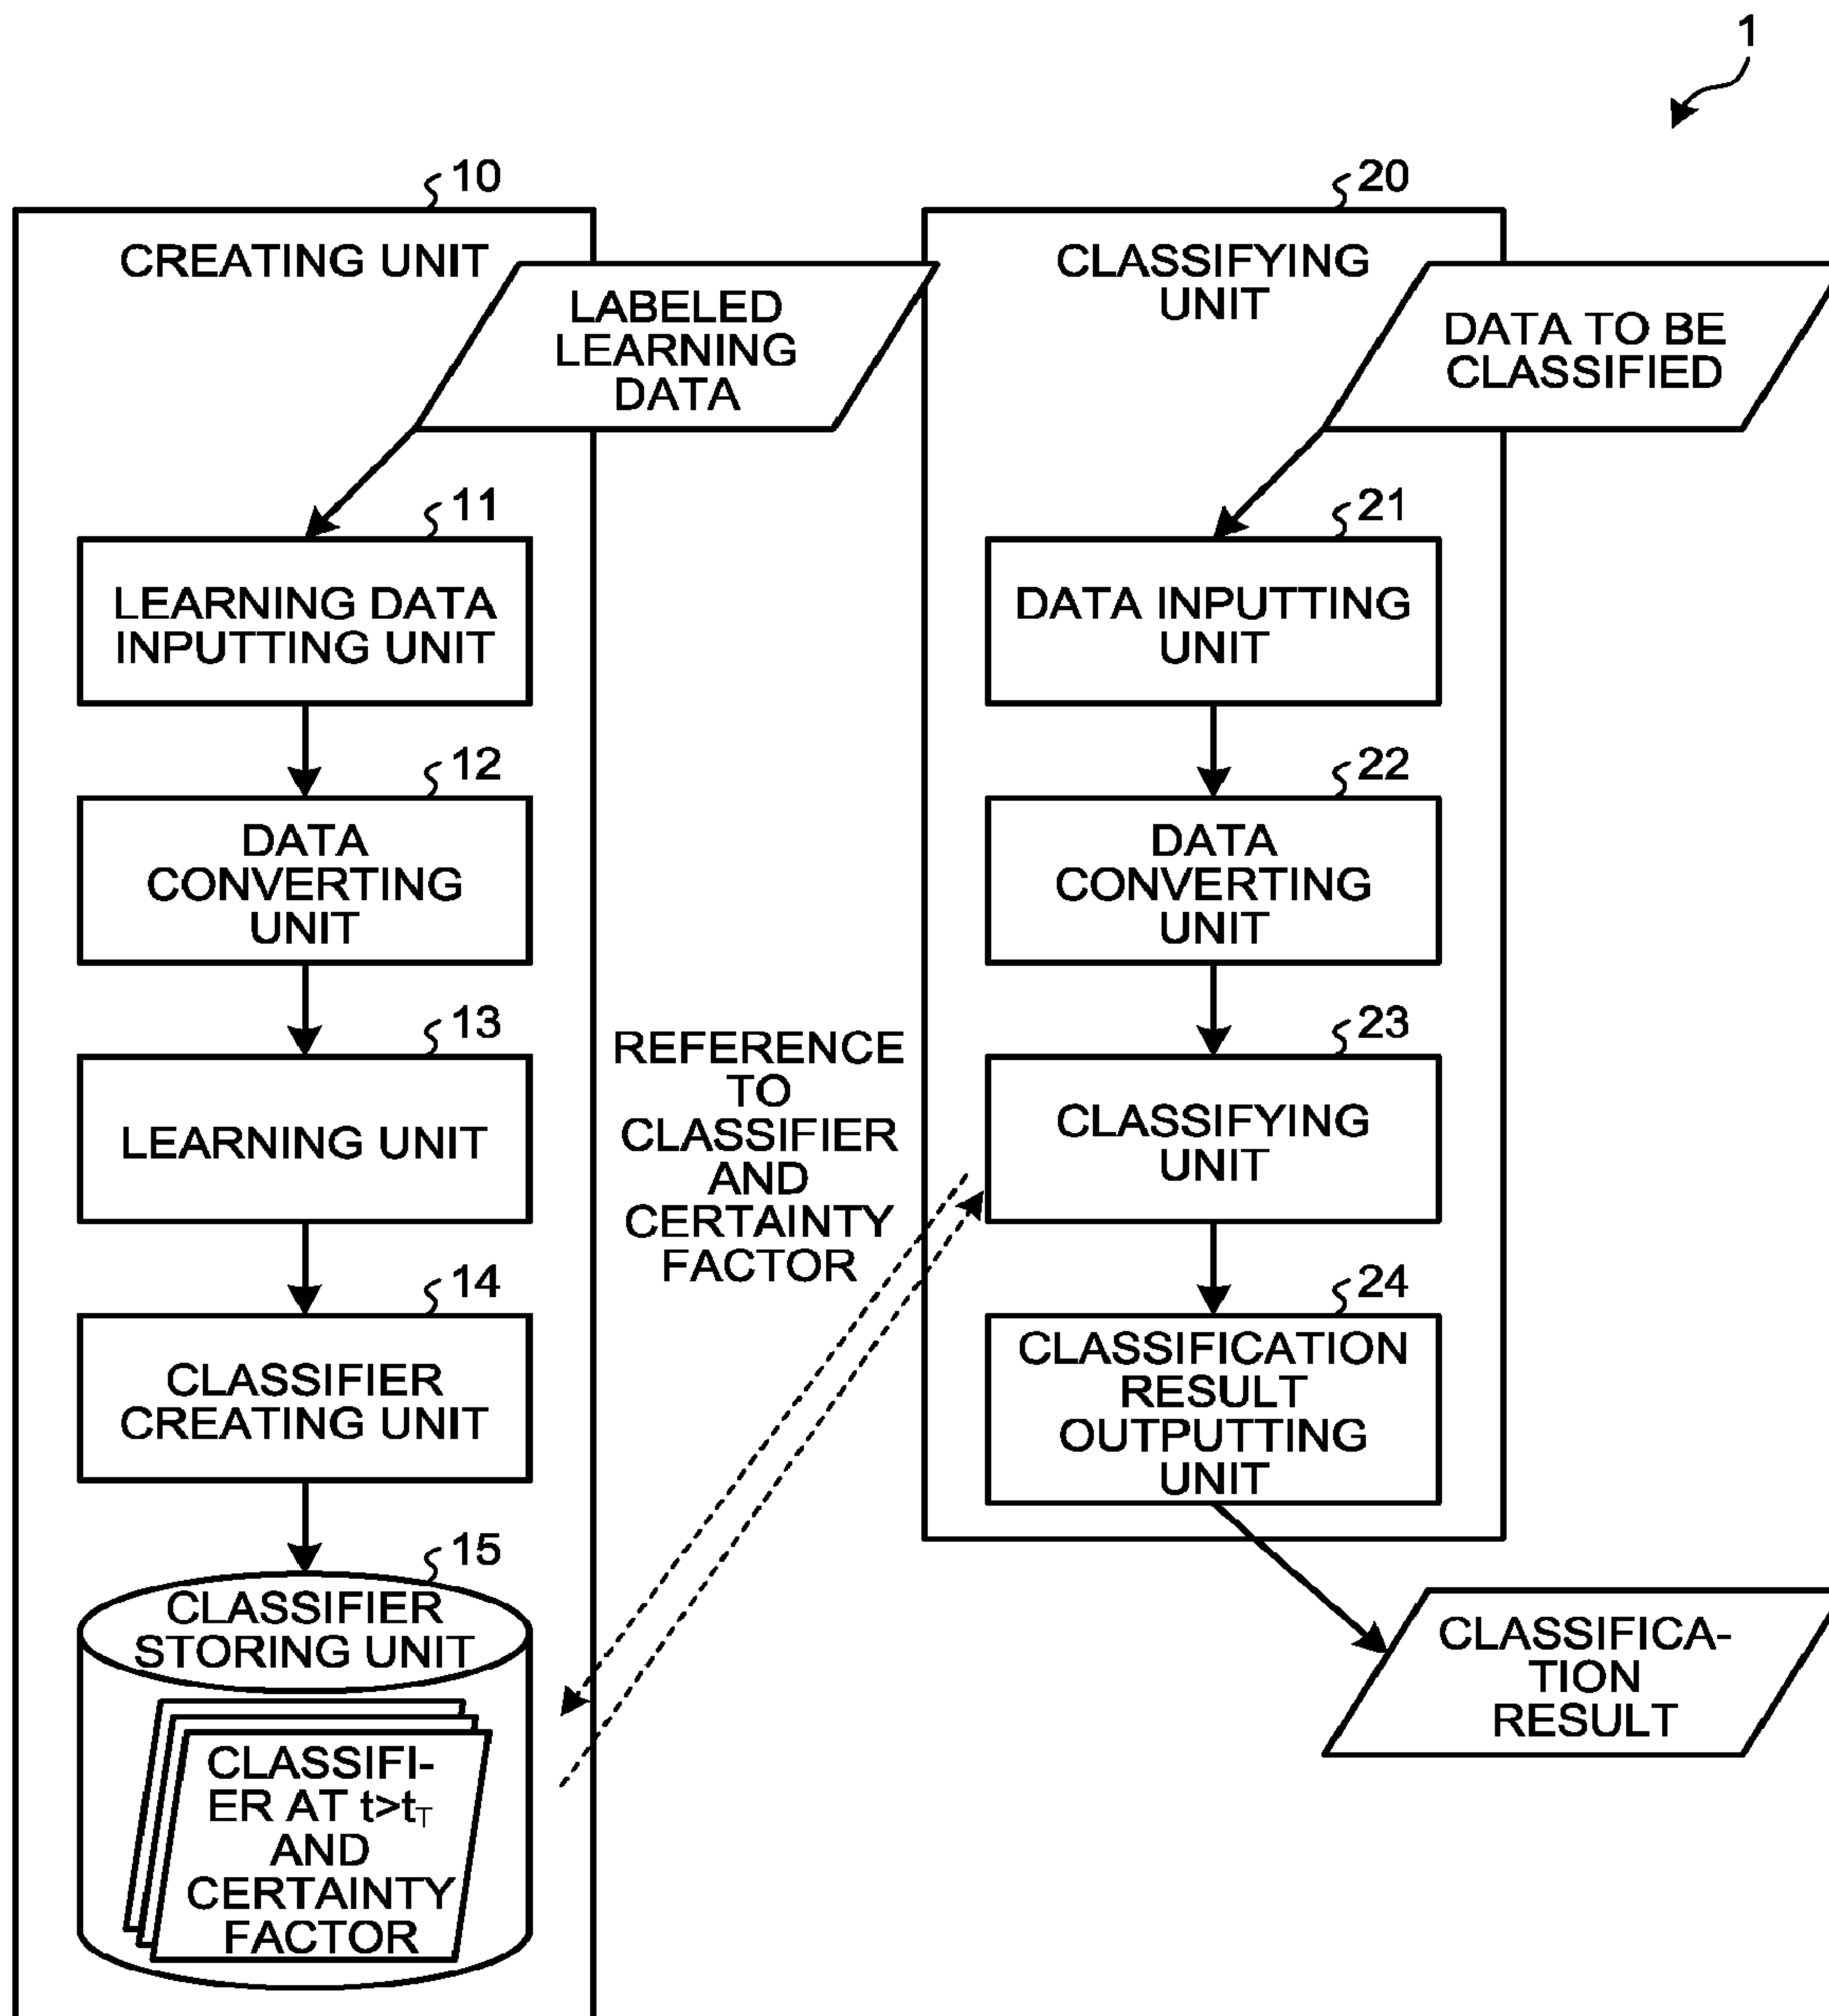 1
10
CREATING UNIT
LABELED
LEARNING
DATA
11
LEARNING DATA
INPUTTING UNIT
12
DATA
CONVERTING
UNIT
13
LEARNING UNIT
14
CLASSIFIER
CREATING UNIT
15
CLASSIFIER
STORING UNIT
CLASSIFI-
ER AT t>tT
AND
CERTAINTY
FACTOR
REFERENCE
TO
CLASSIFIER
AND
CERTAINTY
FACTOR
20
CLASSIFYING
UNIT
DATA TO BE
CLASSIFIED
21
DATA INPUTTING
UNIT
22
DATA
CONVERTING
UNIT
23
CLASSIFYING
UNIT
24
CLASSIFICATION
RESULT
OUTPUTTING
UNIT
CLASSIFICA-
TION
RESULT